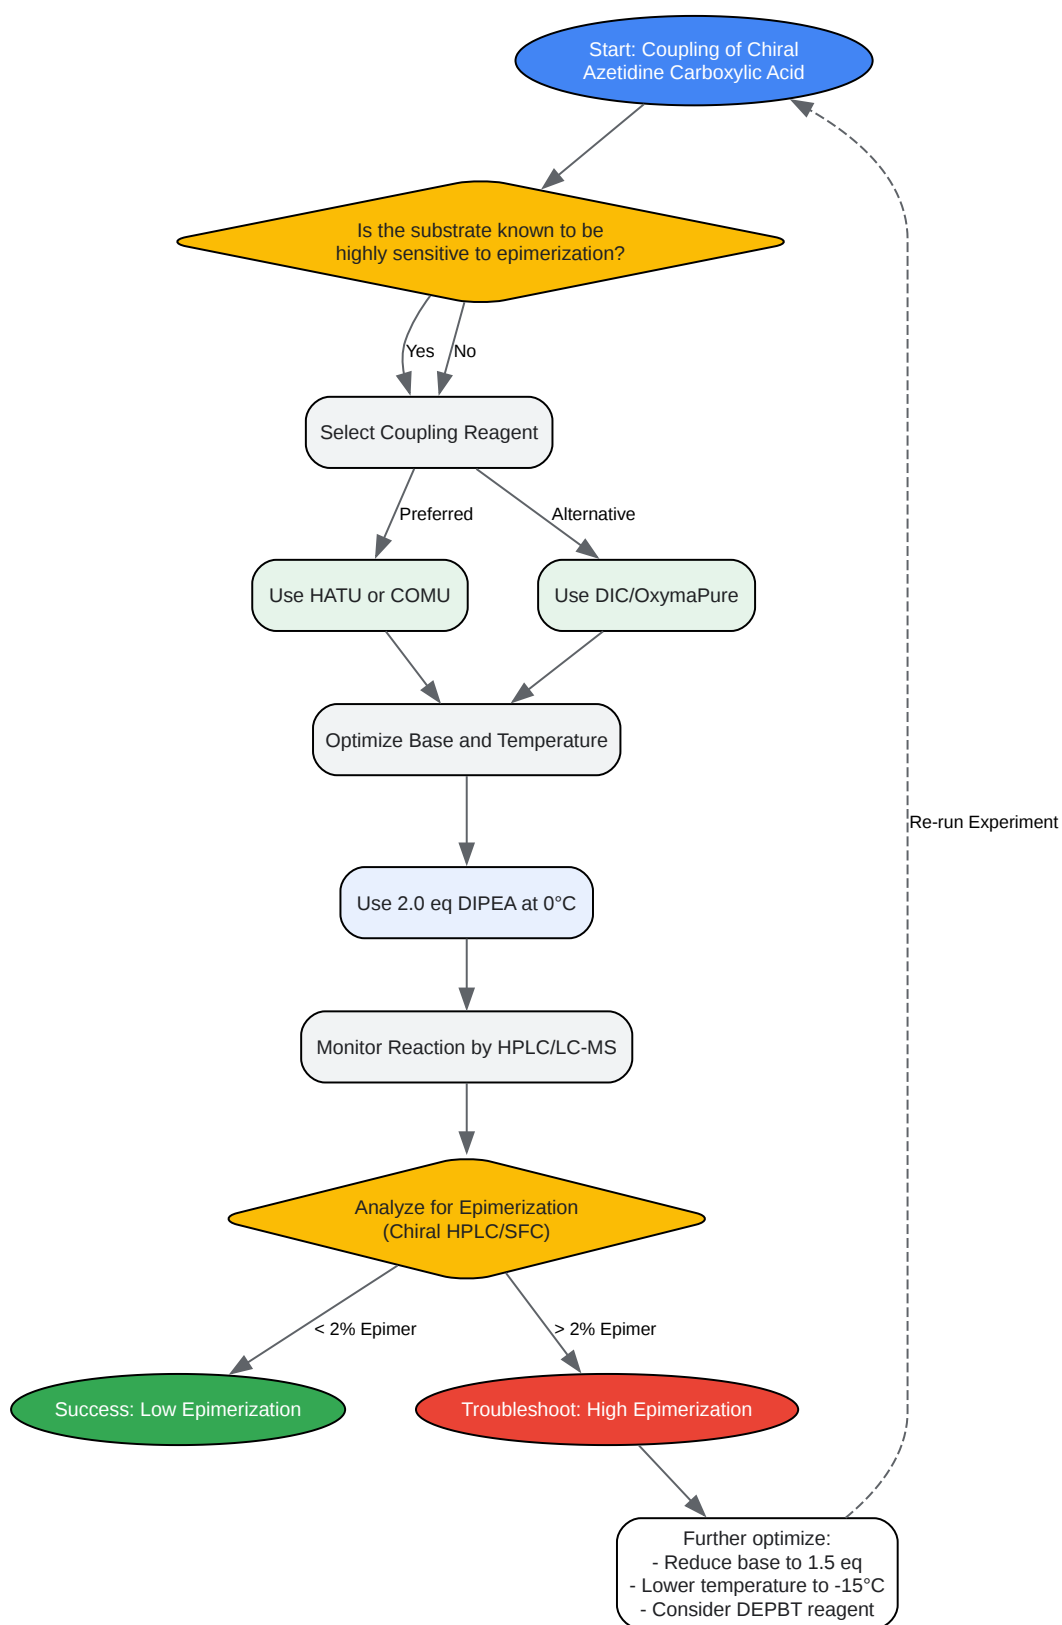 Start: Coupling of Chiral
Azetidine Carboxylic Acid
Is the substrate known to be
highly sensitive to epimerization?
Yes
No
Select Coupling Reagent
Preferred
Alternative
Use HATU or COMU
Use DIC/OxymaPure
Optimize Base and Temperature
Re-run Experiment
Use 2.0 eq DIPEA at 0°C
Monitor Reaction by HPLC/LC-MS
Analyze for Epimerization
(Chiral HPLC/SFC)
< 2% Epimer
> 2% Epimer
Success: Low Epimerization
Troubleshoot: High Epimerization
Further optimize:
- Reduce base to 1.5 eq
- Lower temperature to -15°C
- Consider DEPBT reagent